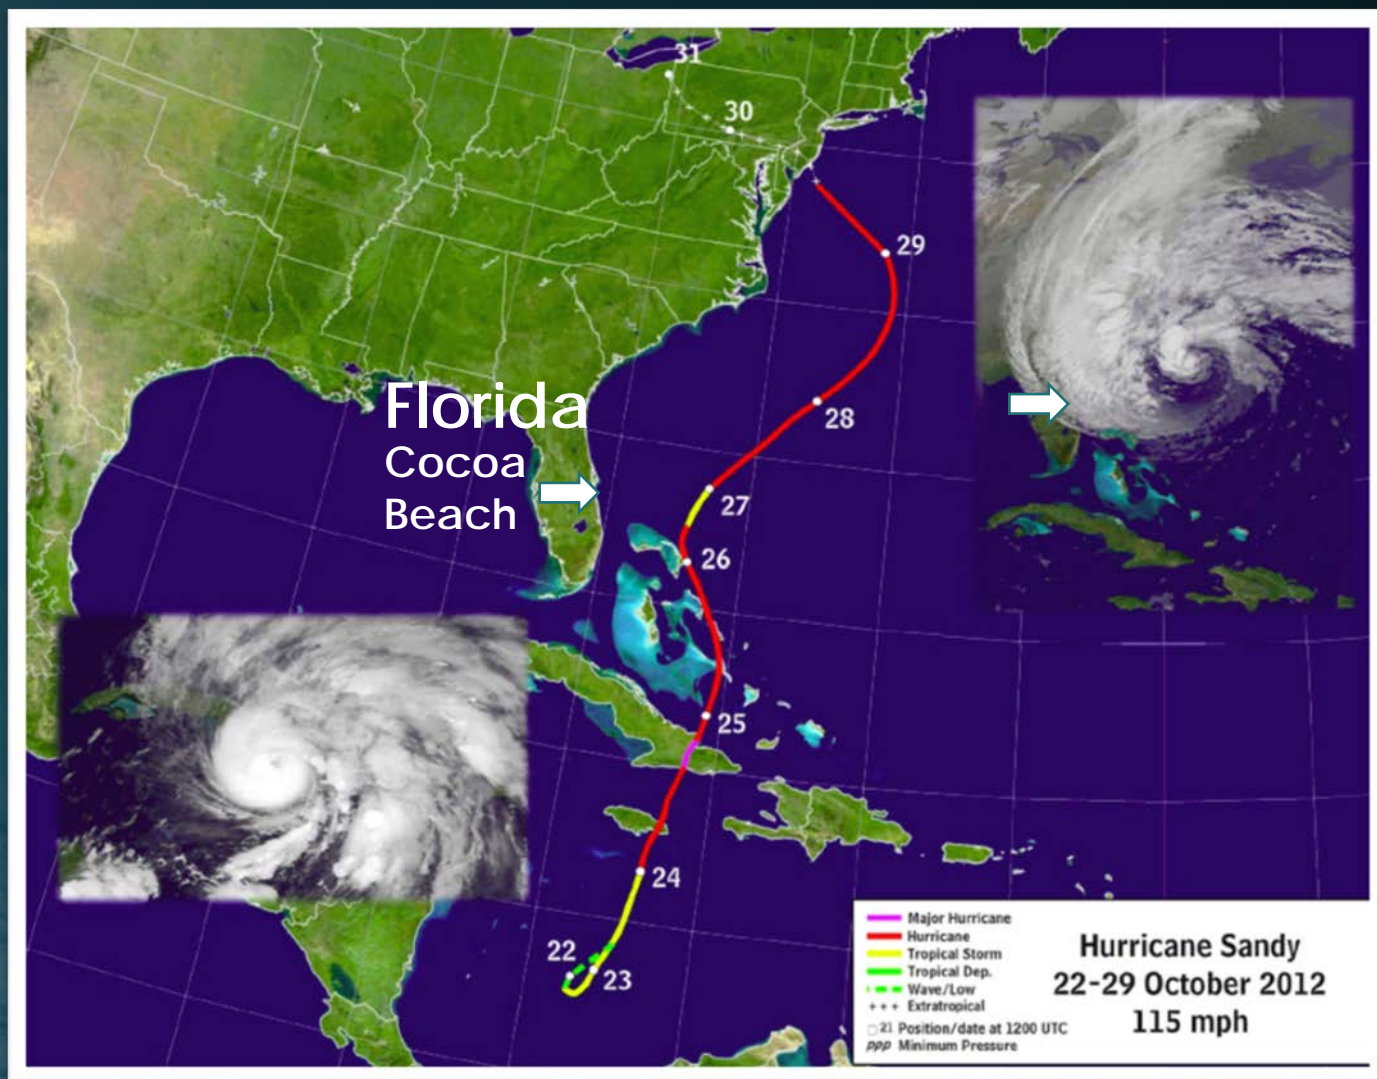 31
30
29
28
Florida
Cocoa
Beach
27
26
25
24
22
23
Major Hurricane
Hurricane
Tropical Storm
Tropical Dep.
Wave/Low
+++ Extratropical
21 Position/date at 1200 UTC
PPP Minimum Pressure
Hurricane Sandy
22-29 October 2012
115 mph